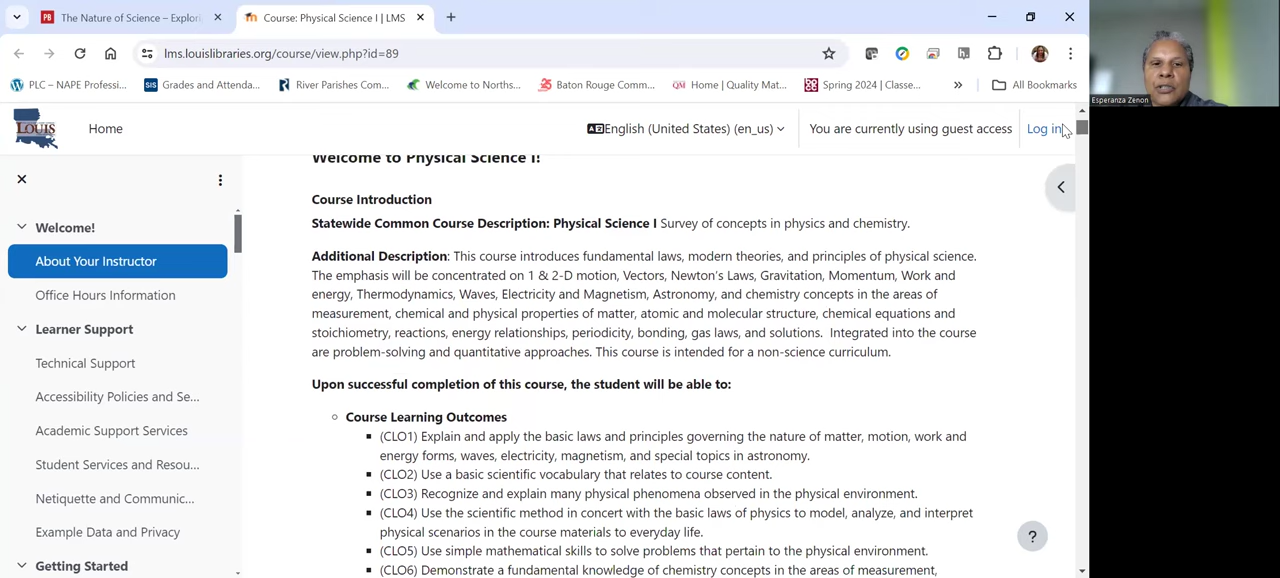 The Nature of Science – Explori
Course: Physical Science I | LMS
lms.louislibraries.org/course/view.php?id=89
PLC – NAPE Professi...
Grades and Attenda...
River Parishes Com...
Welcome to Norths...
Baton Rouge Comm...
Home | Quality Mat...
Spring 2024 | Classe...
»
All Bookmarks
Esperanza Zenon
LOUIS
Home
English (United States) (en_us)
You are currently using guest access
Log in
Welcome!
About Your Instructor
Office Hours Information
Learner Support
Technical Support
Accessibility Policies and Se...
Academic Support Services
Student Services and Resou...
Netiquette and Communic...
Example Data and Privacy
Getting Started
Welcome to Physical Science I!
Course Introduction
Statewide Common Course Description: Physical Science I Survey of concepts in physics and chemistry.
Additional Description: This course introduces fundamental laws, modern theories, and principles of physical science.
The emphasis will be concentrated on 1 & 2-D motion, Vectors, Newton's Laws, Gravitation, Momentum, Work and
energy, Thermodynamics, Waves, Electricity and Magnetism, Astronomy, and chemistry concepts in the areas of
measurement, chemical and physical properties of matter, atomic and molecular structure, chemical equations and
stoichiometry, reactions, energy relationships, periodicity, bonding, gas laws, and solutions. Integrated into the course
are problem-solving and quantitative approaches. This course is intended for a non-science curriculum.
Upon successful completion of this course, the student will be able to:
Course Learning Outcomes
(CLO1) Explain and apply the basic laws and principles governing the nature of matter, motion, work and
energy forms, waves, electricity, magnetism, and special topics in astronomy.
(CLO2) Use a basic scientific vocabulary that relates to course content.
(CLO3) Recognize and explain many physical phenomena observed in the physical environment.
(CLO4) Use the scientific method in concert with the basic laws of physics to model, analyze, and interpret
physical scenarios in the course materials to everyday life.
(CLO5) Use simple mathematical skills to solve problems that pertain to the physical environment.
(CLO6) Demonstrate a fundamental knowledge of chemistry concepts in the areas of measurement,
?